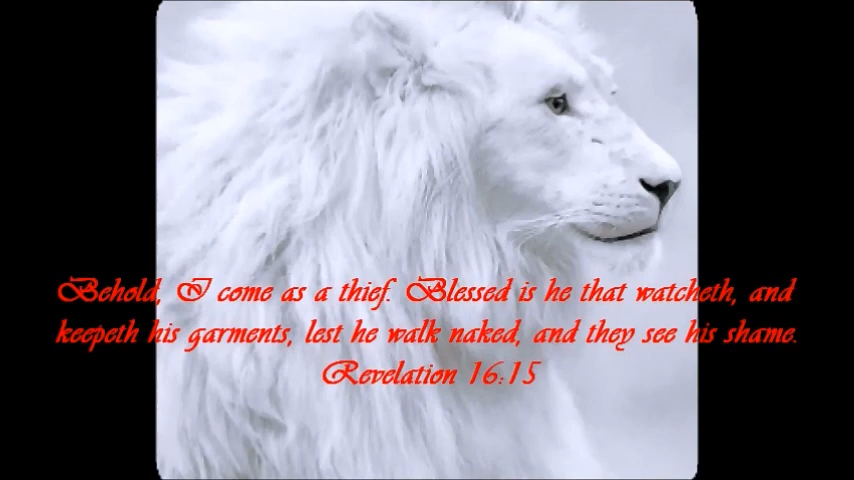 Behold, I come as a thief. Blessed is he that watcheth, and
keepeth his garments, lest he walk naked, and they see his shame.
Revelation 16:15